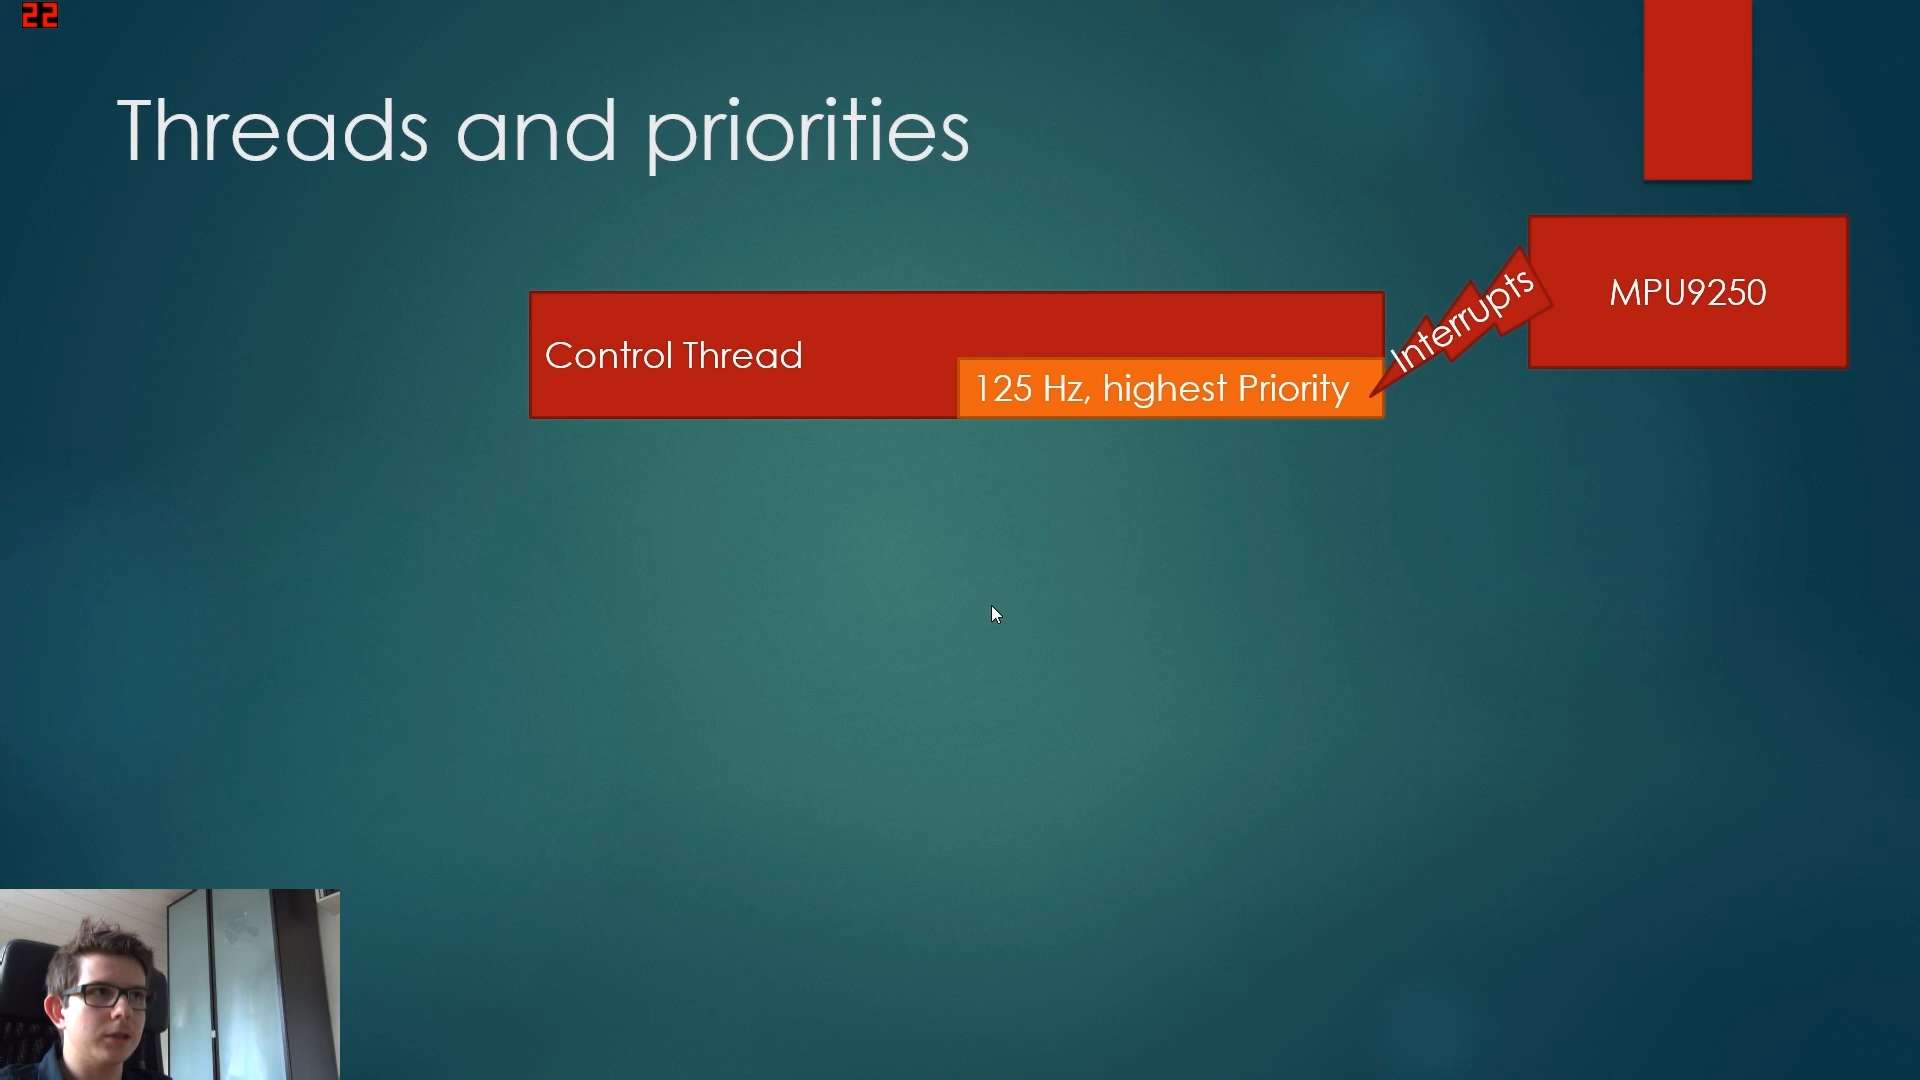 22
Threads and priorities
MPU9250
Interrupts
Control Thread
125 Hz, highest Priority